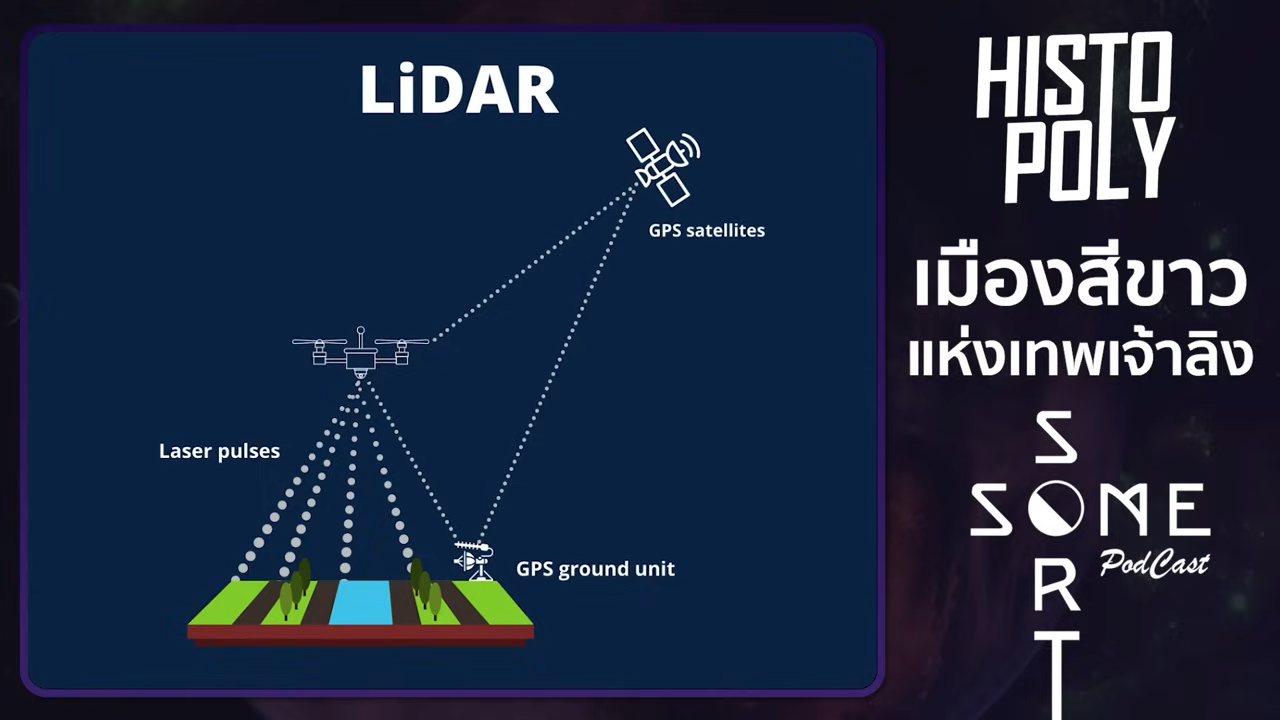 LiDAR
GPS satellites
Laser pulses
GPS ground unit
HISTO
POLY
เมืองสีขาว
แห่งเทพเจ้าลิง
SOME
SORT
PodCast